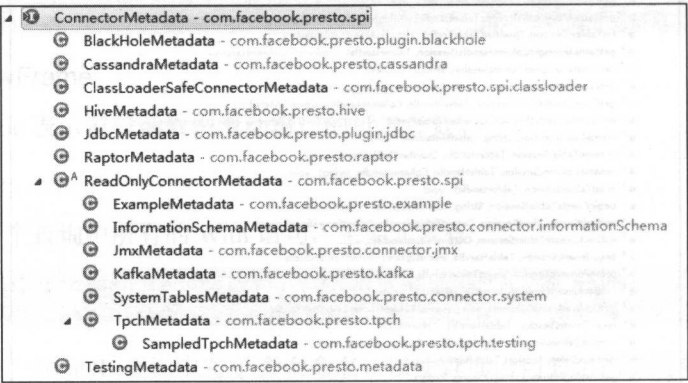 ConnectorMetadata - com.facebook.presto.spi
BlackHoleMetadata - com.facebook.presto.plugin.blackhole
CassandraMetadata - com.facebook.presto.cassandra
ClassLoaderSafeConnectorMetadata - com.facebook.presto.spi.classloader
HiveMetadata - com.facebook.presto.hive
JdbcMetadata - com.facebook.presto.plugin.jdbc
RaptorMetadata - com.facebook.presto.raptor
ReadOnlyConnectorMetadata - com.facebook.presto.spi
ExampleMetadata - com.facebook.presto.example
InformationSchemaMetadata - com.facebook.presto.connector.informationSchema
JmxMetadata - com.facebook.presto.connector.jmx
KafkaMetadata - com.facebook.presto.kafka
SystemTablesMetadata - com.facebook.presto.connector.system
TpchMetadata - com.facebook.presto.tpch
SampledTpchMetadata - com.facebook.presto.tpch.testing
TestingMetadata - com.facebook.presto.metadata